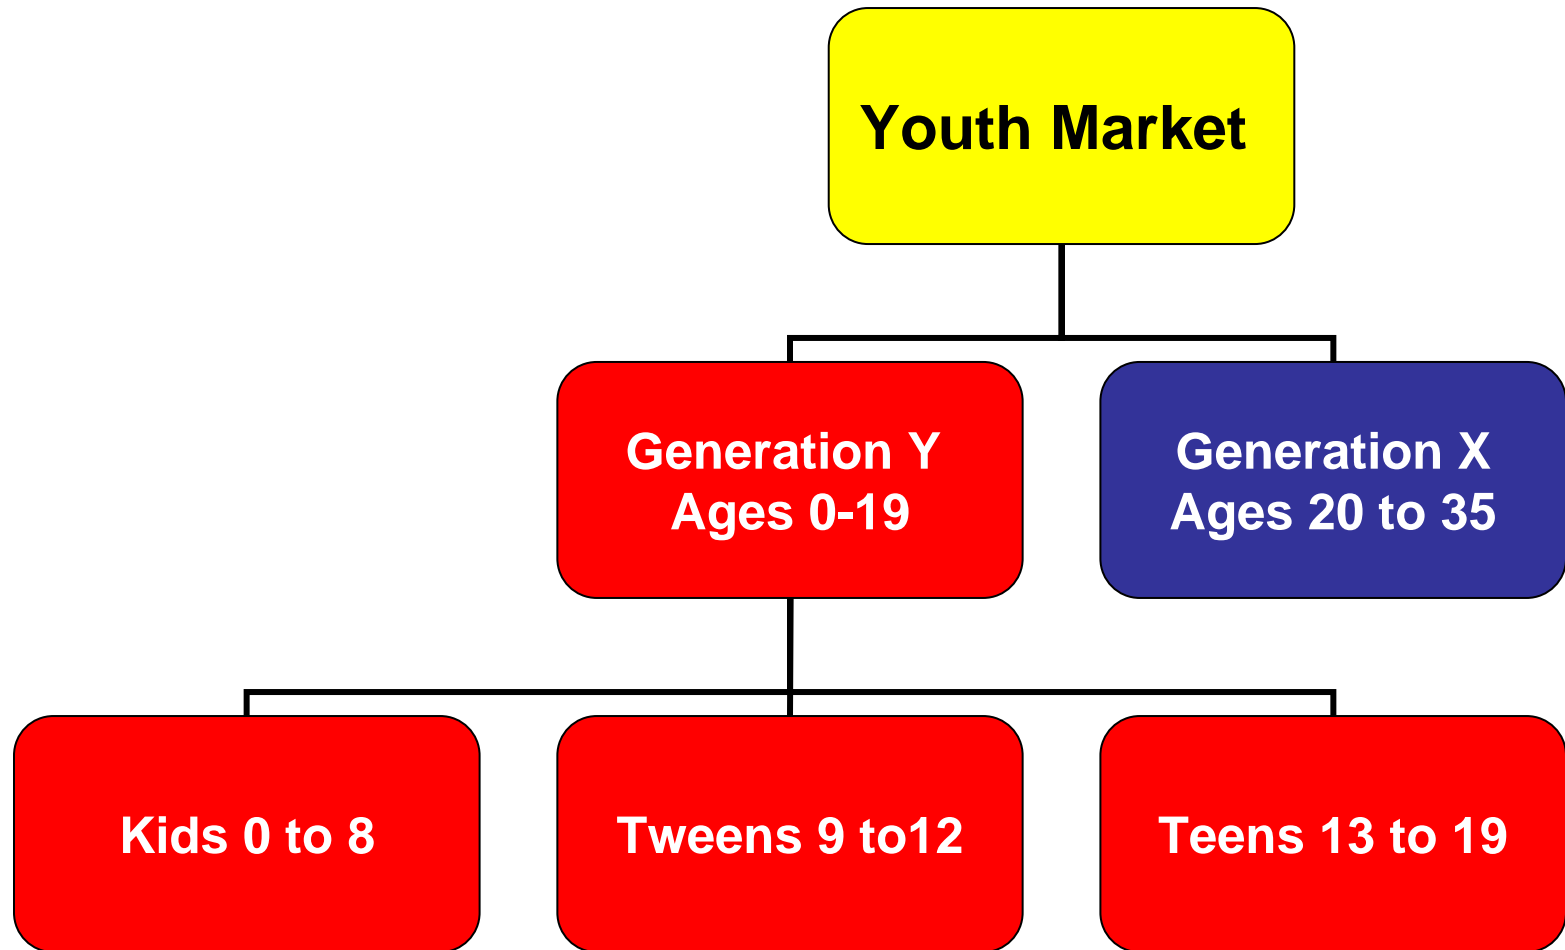 Youth Market
Generation Y
Ages 0-19
Generation X
Ages 20 to 35
Kids 0 to 8
Tweens 9 to12
Teens 13 to 19